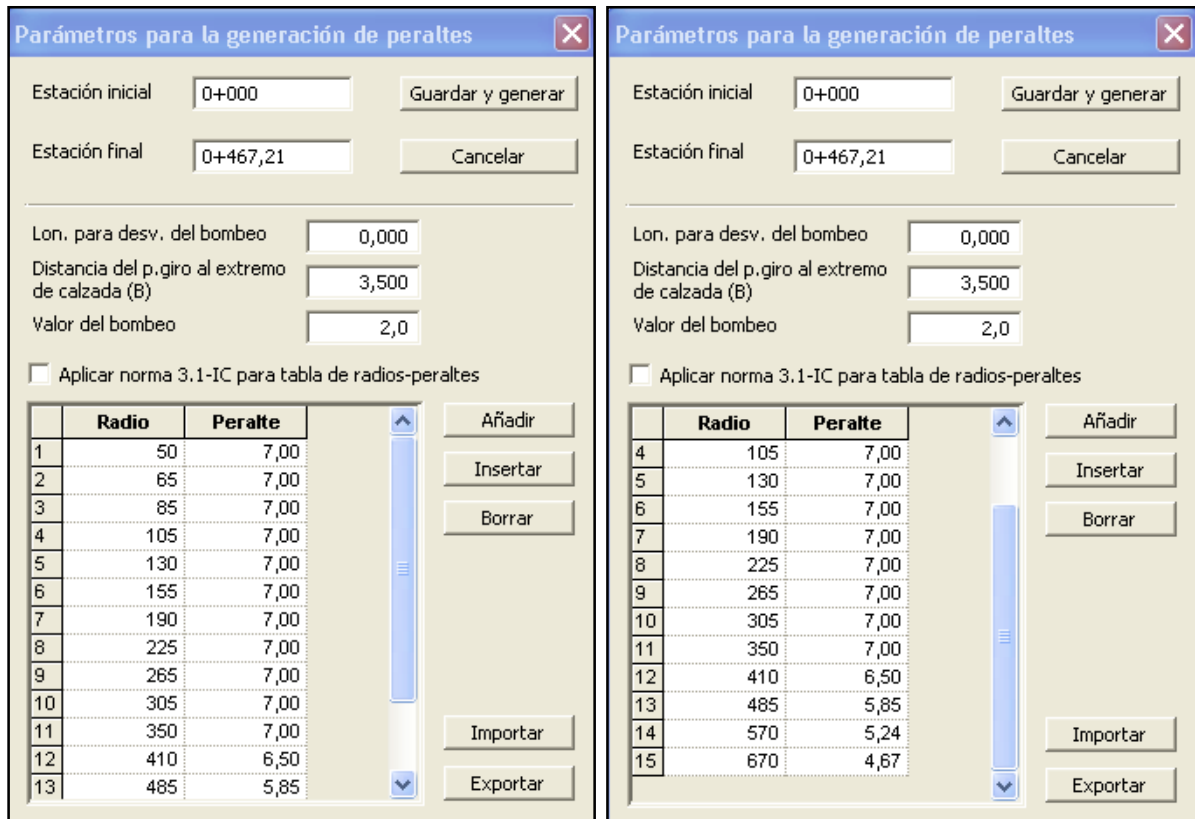 Parámetros para la generación de peraltes
Estación inicial 0+000 Guardar y generar
Estación final 0+467,21 Cancelar
Lon. para desv. del bombeo 0,000
Distancia del p.giro al extremo
de calzada (B) 3,500
Valor del bombeo 2,0
Aplicar norma 3.1-IC para tabla de radios-peraltes
Radio Peralte
1 50 7,00
2 65 7,00
3 85 7,00
4 105 7,00
5 130 7,00
6 155 7,00
7 190 7,00
8 225 7,00
9 265 7,00
10 305 7,00
11 350 7,00
12 410 6,50
13 485 5,85
Añadir
Insertar
Borrar
Importar
Exportar
Parámetros para la generación de peraltes
Estación inicial 0+000 Guardar y generar
Estación final 0+467,21 Cancelar
Lon. para desv. del bombeo 0,000
Distancia del p.giro al extremo
de calzada (B) 3,500
Valor del bombeo 2,0
Aplicar norma 3.1-IC para tabla de radios-peraltes
Radio Peralte
4 105 7,00
5 130 7,00
6 155 7,00
7 190 7,00
8 225 7,00
9 265 7,00
10 305 7,00
11 350 7,00
12 410 6,50
13 485 5,85
14 570 5,24
15 670 4,67
Añadir
Insertar
Borrar
Importar
Exportar